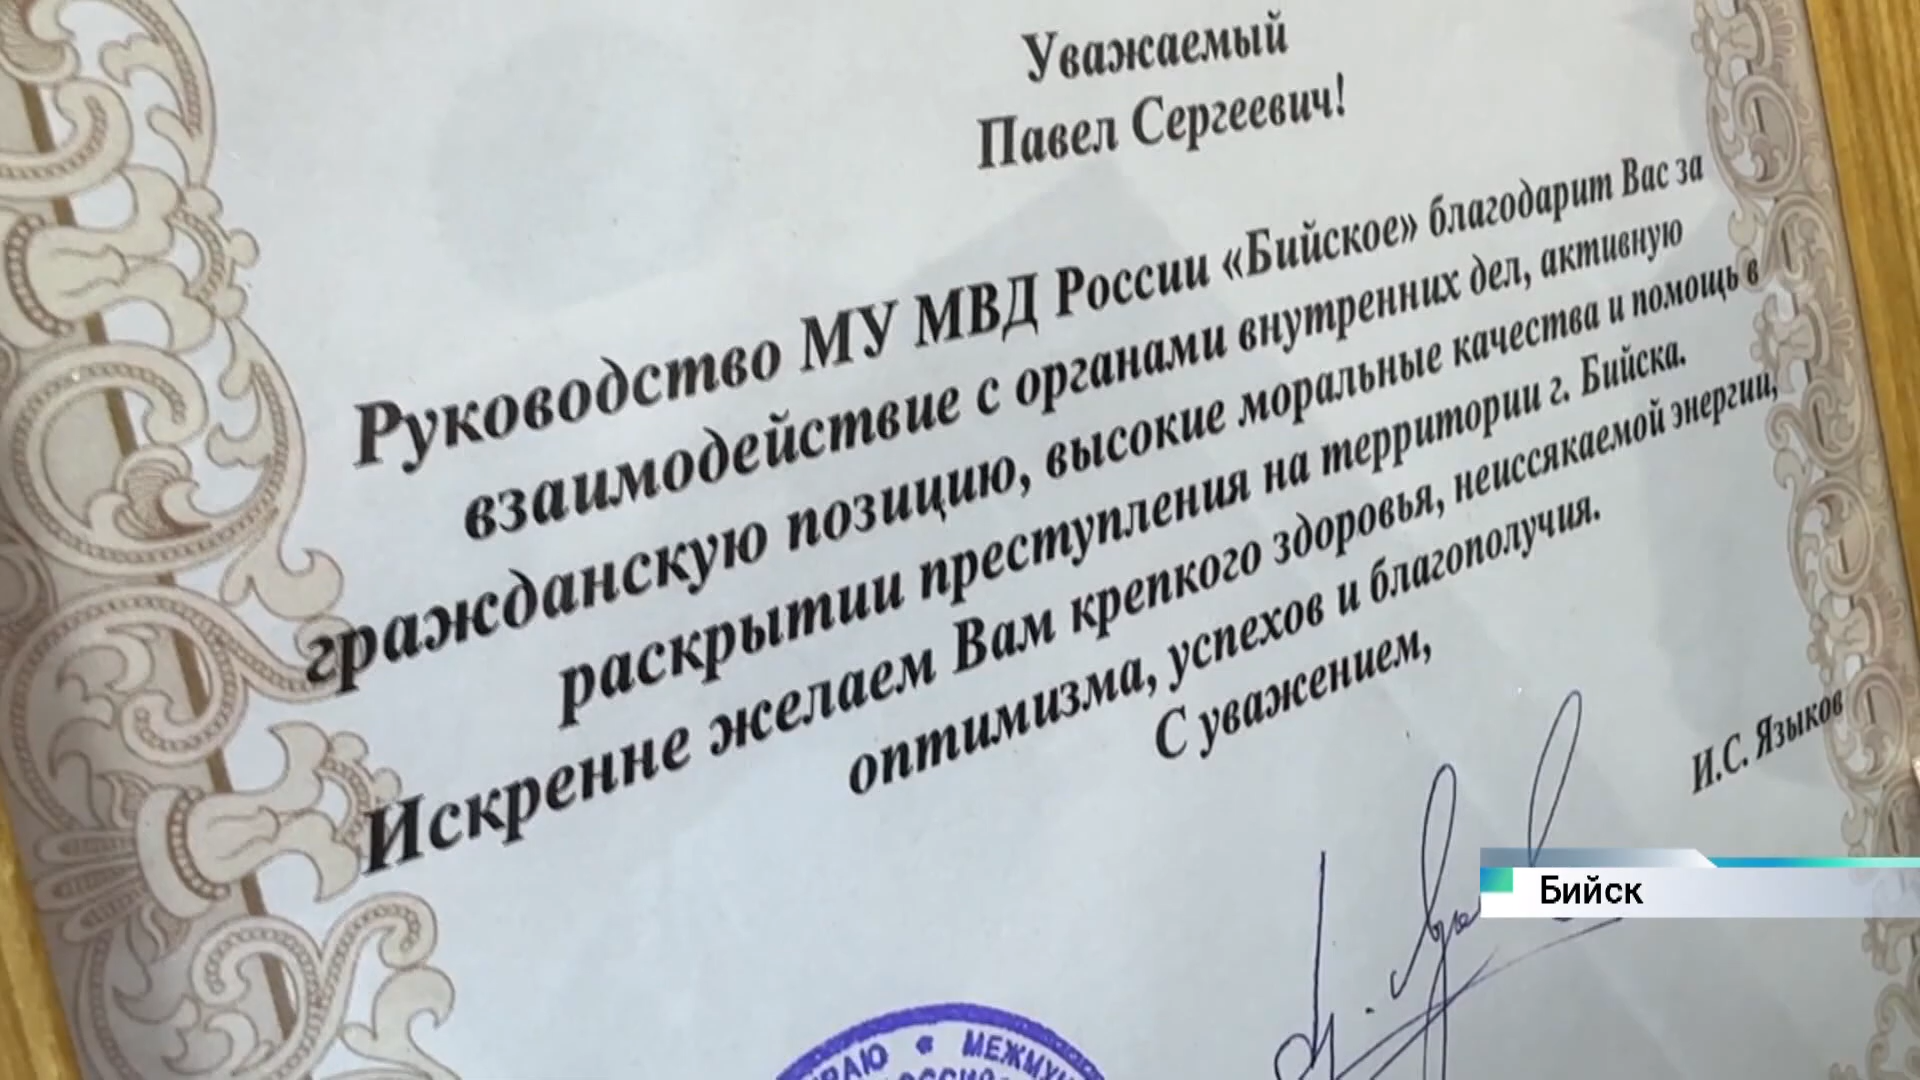 Уважаемый
Павел Сергеевич!
Руководство МУ МВД России «Бийское» благодарит Вас за
взаимодействие с органами внутренних дел, активную
гражданскую позицию, высокие моральные качества и помощь в
раскрытии преступления на территории г. Бийска.
Искренне желаем Вам крепкого здоровья, неиссякаемой энергии,
оптимизма, успехов и благополучия.
С уважением,
И.С. Языков
Бийск